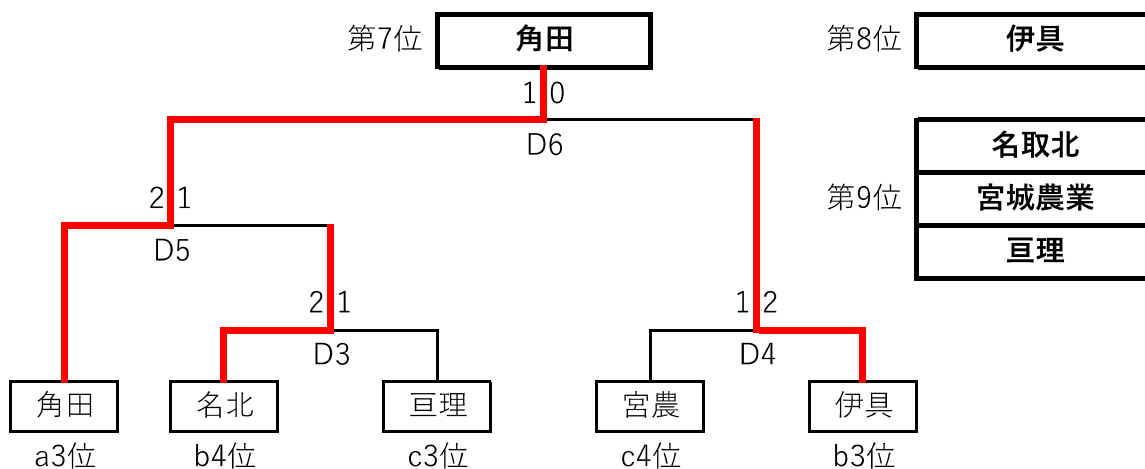 第7位 角田 第8位 伊具
1 0
D6
名取北
第9位 宮城農業
亘理
2 1
D5
2 1 1 2
D3 D4
角田 名北 亘理 宮農 伊具
a3位 b4位 c3位 c4位 b3位